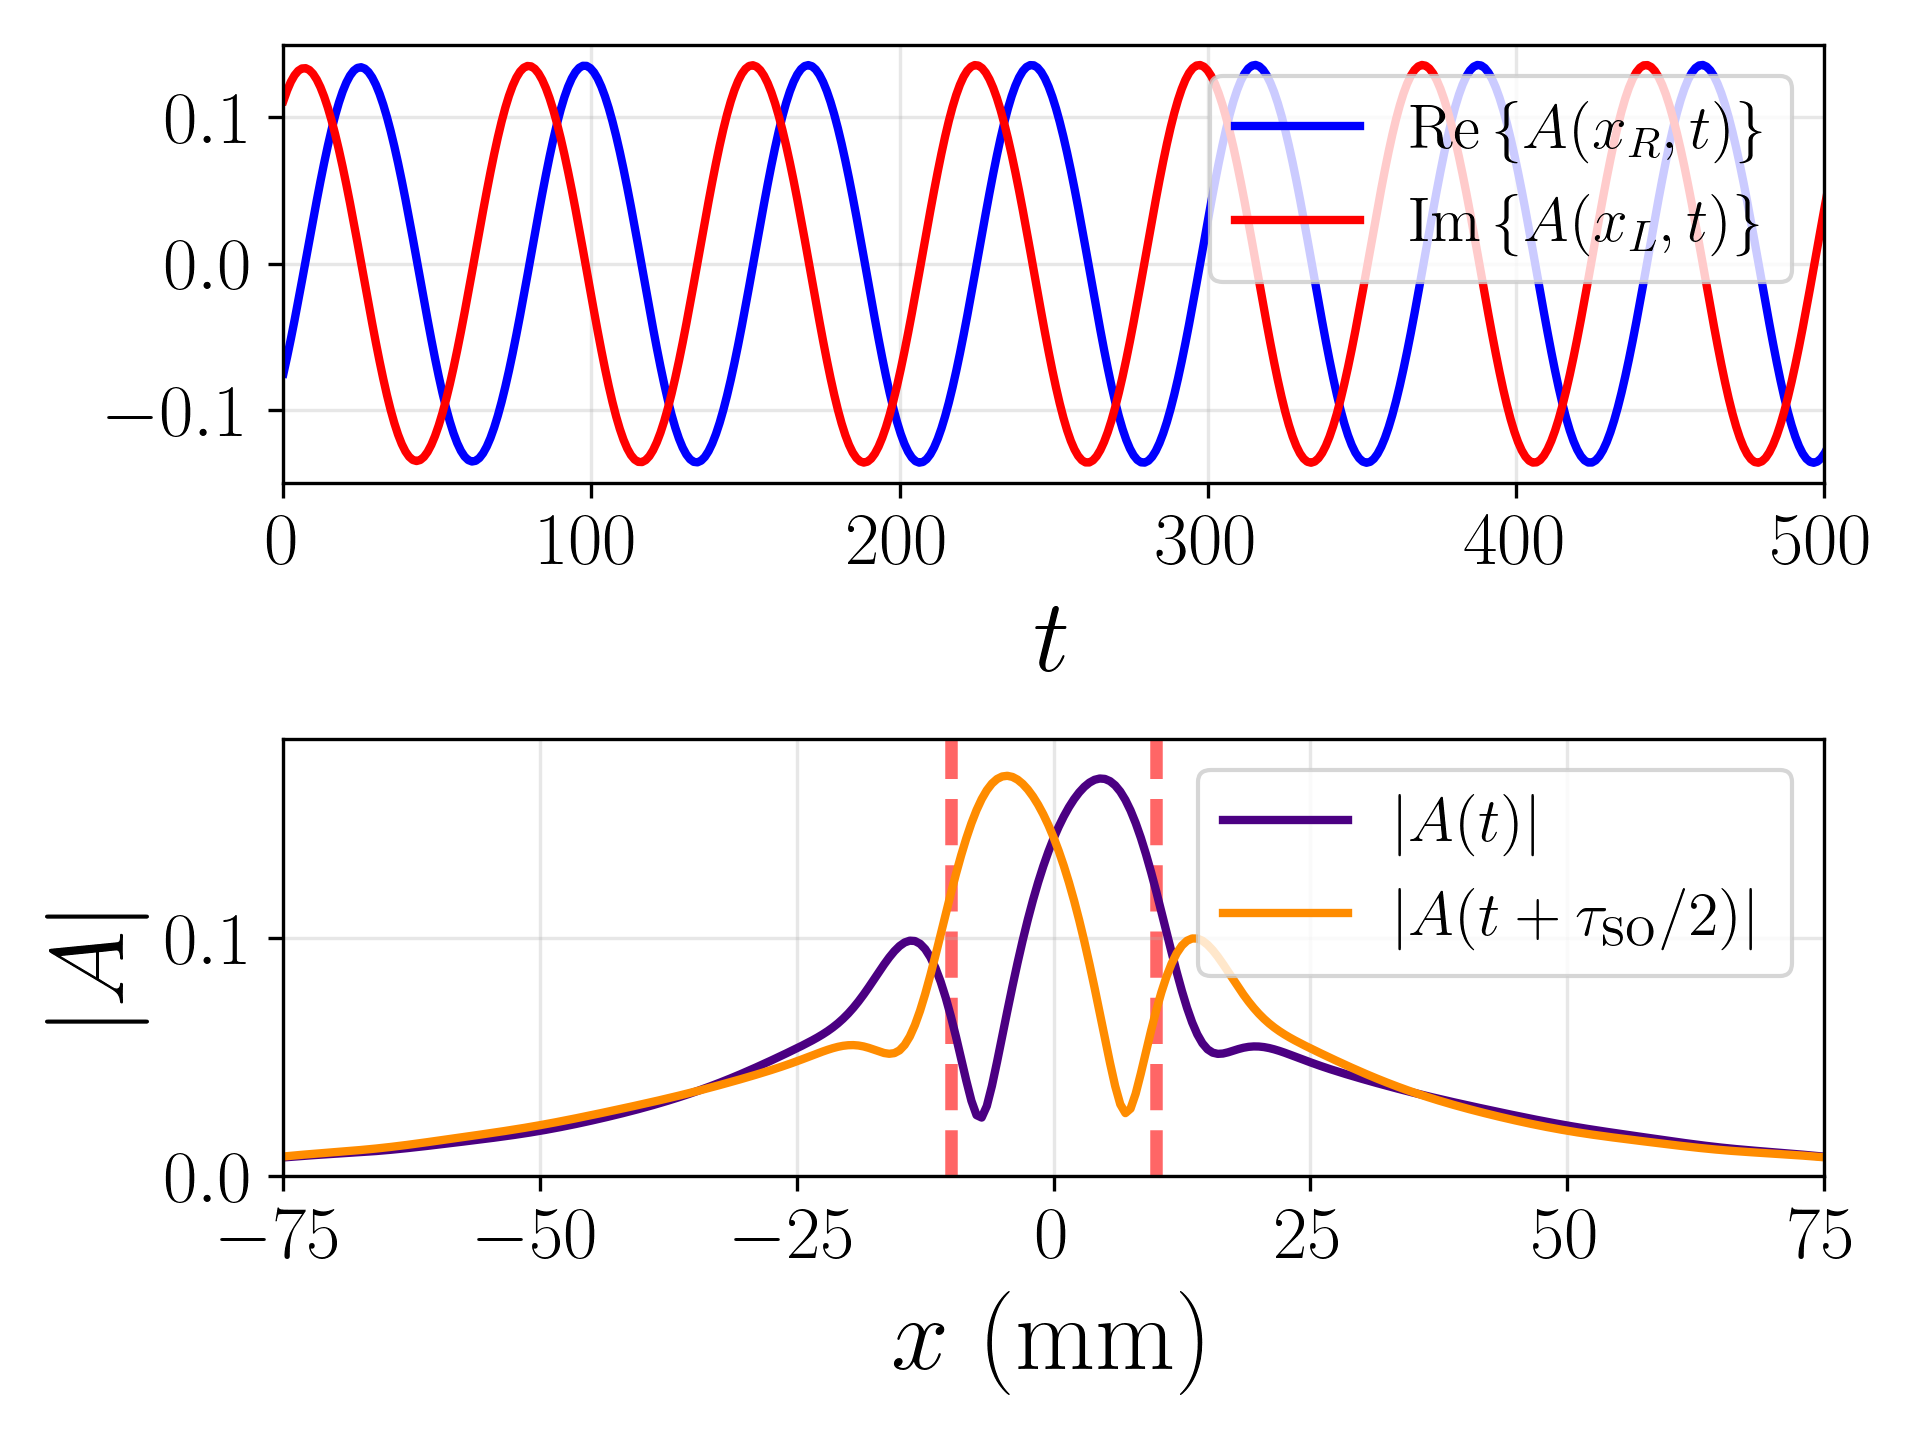 0.1
0.0
−0.1
Re {A(x_R, t)}
Im {A(x_L, t)}
0 100 200 300 400 500
t
|A|
0.1
0.0
|A(t)|
|A(t + τ_SO/2)|
−75 −50 −25 0 25 50 75
x (mm)